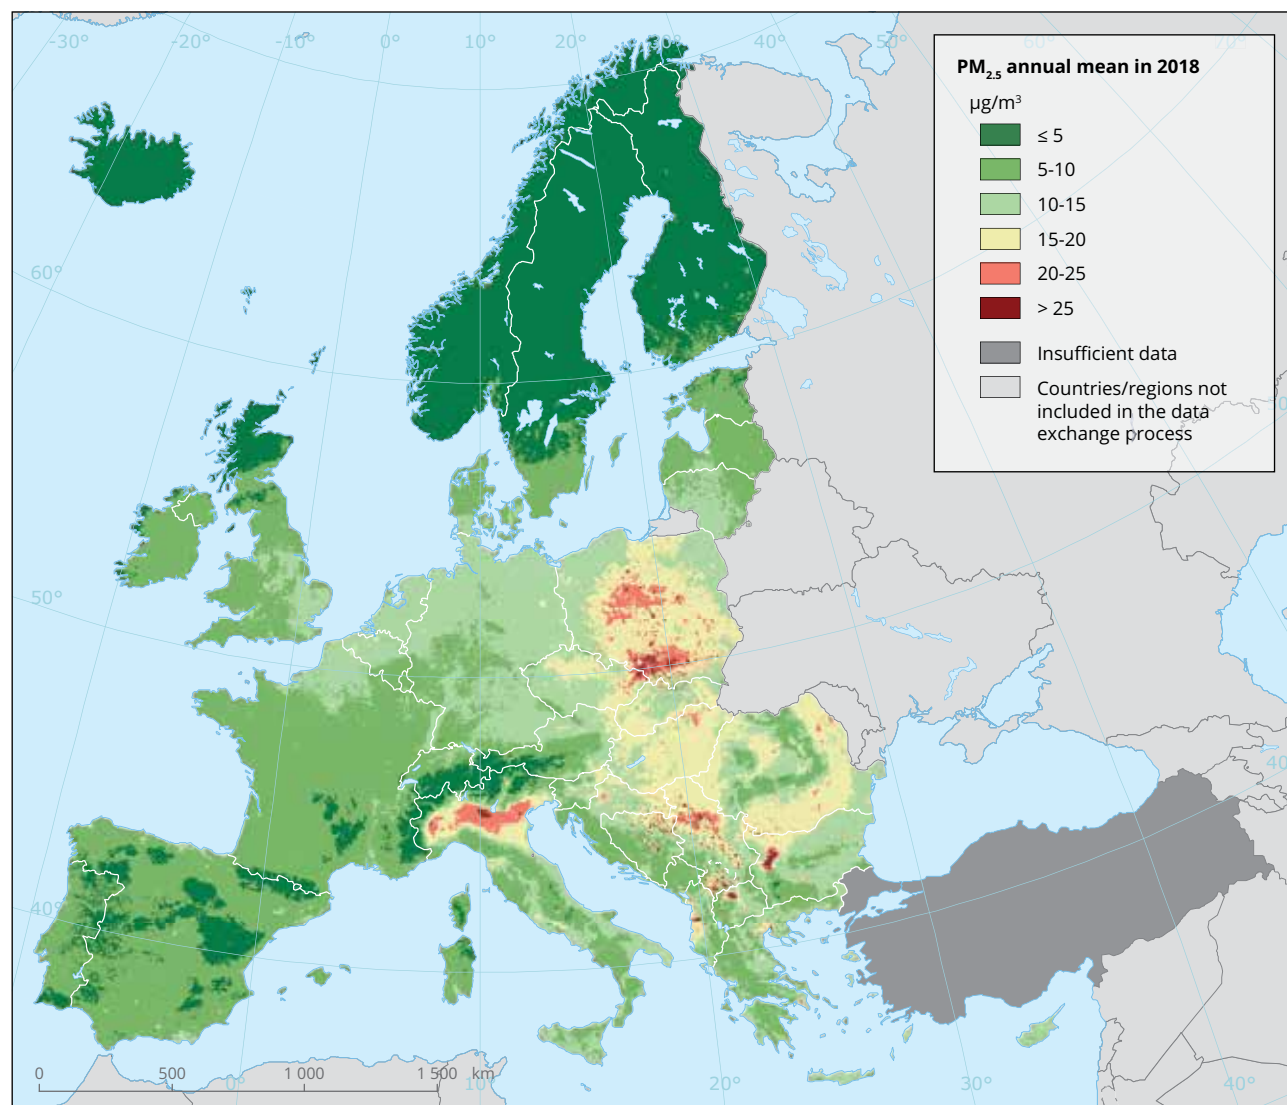 -30° -20° -10° 0° 10° 20° 30° 40° 50° 60° 70°
PM2.5 annual mean in 2018
µg/m³
≤ 5
5-10
10-15
15-20
20-25
> 25
Insufficient data
Countries/regions not
included in the data
exchange process
60°
50°
40°
40
0 500 1 000 1 500 km
0° 10° 20° 30° 40°